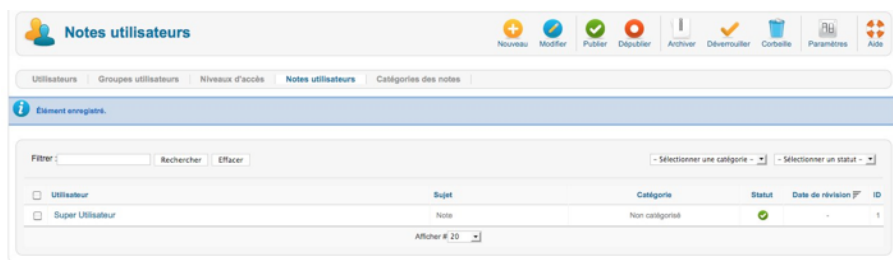 Notes utilisateurs
Nouveau Modifier Publier Dépublier Archiver Déverrouiller Corbeille Paramètres Aide
Utilisateurs Groupes utilisateurs Niveaux d'accès Notes utilisateurs Catégories des notes
Élément enregistré.
Filtrer : Rechercher Effacer - Sélectionner une catégorie - - Sélectionner un statut -
Utilisateur Sujet Catégorie Statut Date de révision ID
Super Utilisateur Note Non catégorisé - 1
Afficher # 20